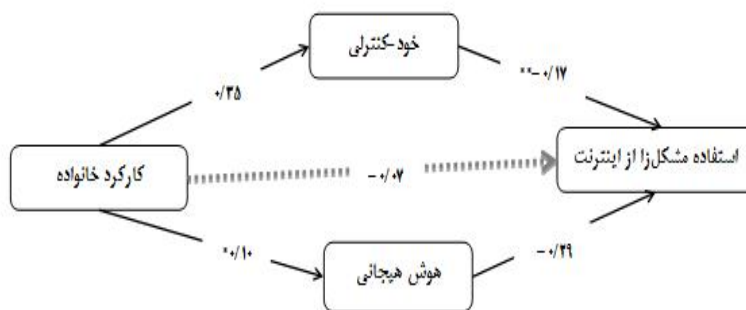 خود-کنترلی
۰/۳۵
**-۰/۱۷
کارکرد خانواده
-۰/۰۷
استفاده مشکل‌زا از اینترنت
*۰/۱۰
هوش هیجانی
-۰/۲۹